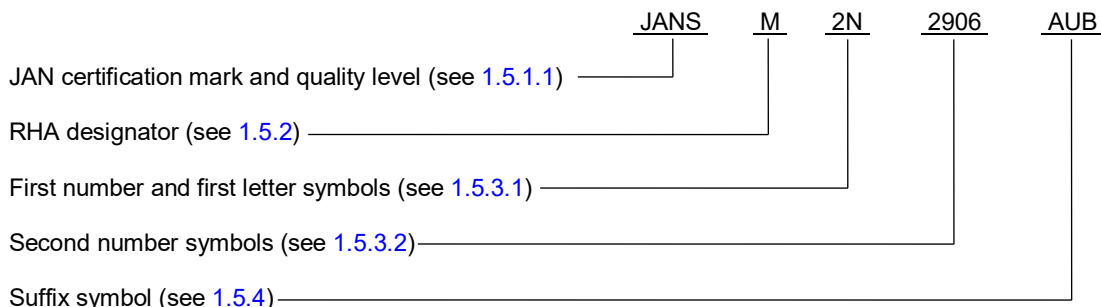 JANS M 2N 2906 AUB
JAN certification mark and quality level (see 1.5.1.1)
RHA designator (see 1.5.2)
First number and first letter symbols (see 1.5.3.1)
Second number symbols (see 1.5.3.2)
Suffix symbol (see 1.5.4)